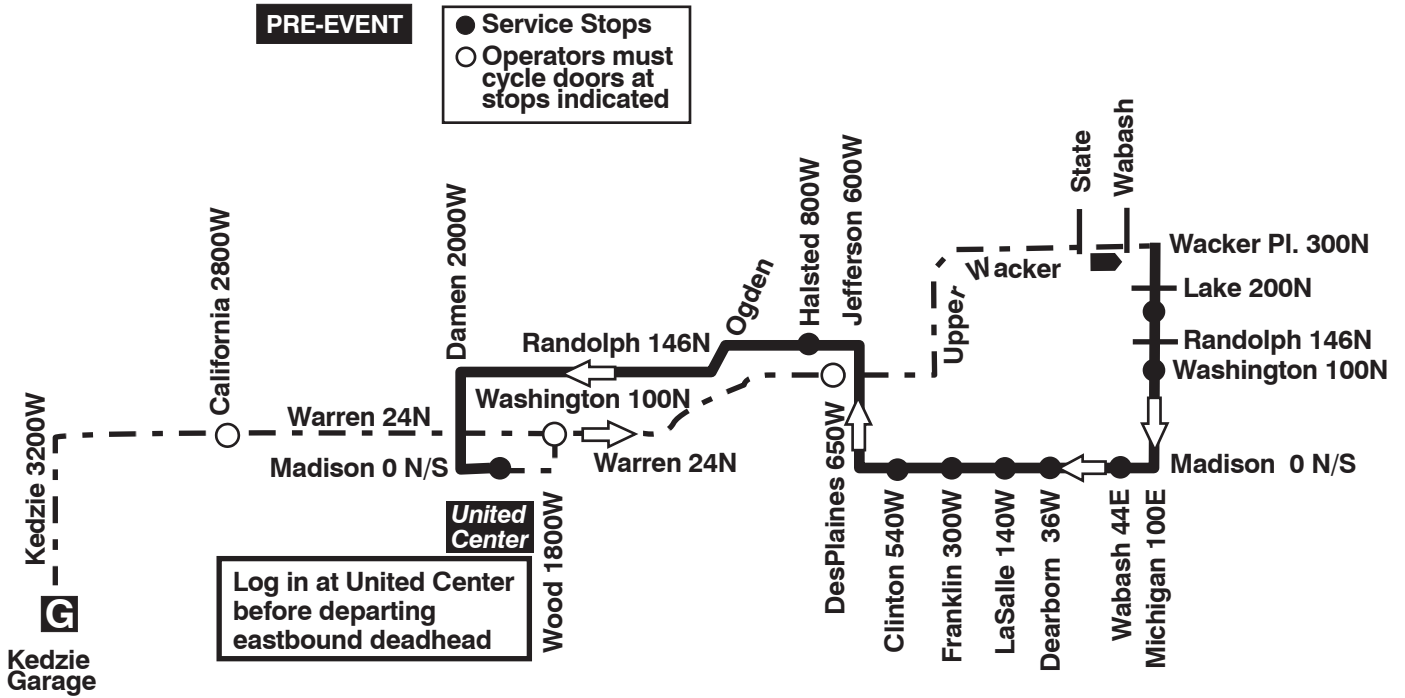 PRE-EVENT
Service Stops
Operators must
cycle doors at
stops indicated
State
Wabash
Damen 2000W
Halsted 800W
Jefferson 600W
California 2800W
Ogden
Upper Wacker
Wacker Pl. 300N
Lake 200N
Randolph 146N
Randolph 146N
Washington 100N
Washington 100N
Kedzie 3200W
Warren 24N
Madison 0 N/S
Warren 24N
Madison 0 N/S
United
Center
Wood 1800W
DesPlaines 650W
Clinton 540W
Franklin 300W
LaSalle 140W
Dearborn 36W
Wabash 44E
Michigan 100E
Log in at United Center
before departing
eastbound deadhead
G
Kedzie
Garage